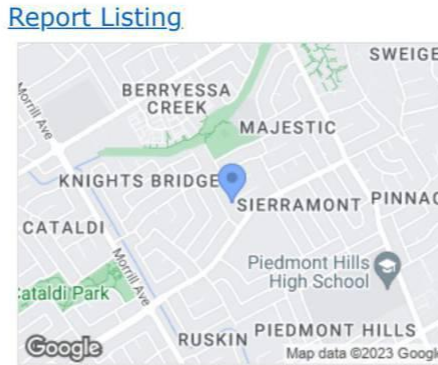 Report Listing
SWEIGE
BERRYESSA
CREEK
Morrill Ave
MAJESTIC
KNIGHTS BRIDGE
SIERRAMONT
PINNAC
CATALDI
Morrill Ave
Piedmont Hills
High School
Cataldi Park
RUSKIN
PIEDMONT HILLS
Google
Map data ©2023 Google